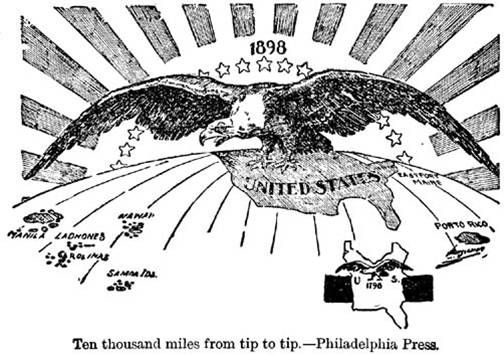 1898
UNITED STATES
EASTPORT
MAINE
MANILA
LADRONES
HAWAII
CAROLINAS
SAMOA IDS.
PORTO RICO
U. S.
1798
Ten thousand miles from tip to tip.—Philadelphia Press.